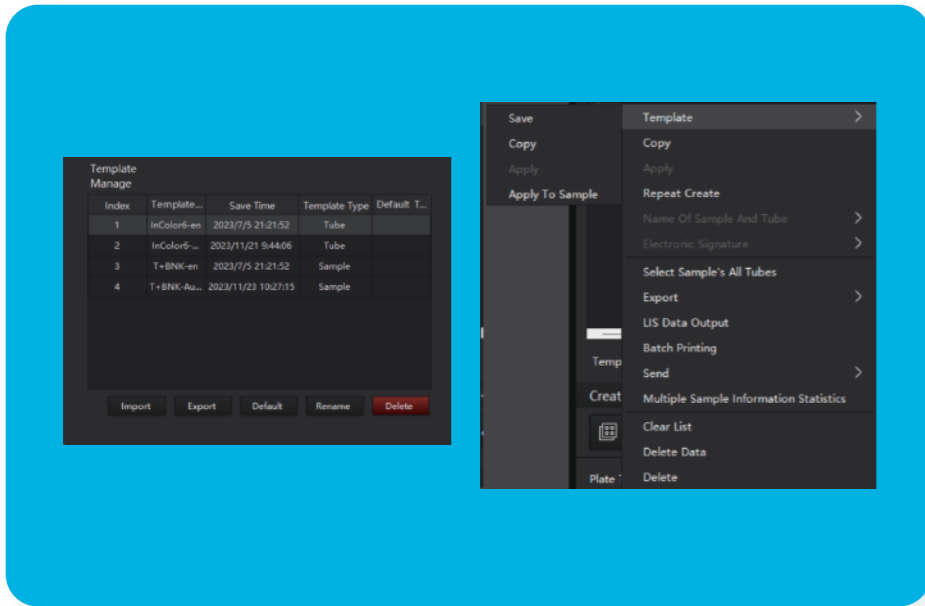 Template
Manage
Index Template... Save Time Template Type Default T...
1 InColor6-en 2023/7/5 21:21:52 Tube
2 InColor6-... 2023/11/21 9:44:06 Tube
3 T+BNK-en 2023/7/5 21:21:52 Sample
4 T+BNK-Au... 2023/11/23 10:27:15 Sample
Import Export Default Rename Delete
Save
Copy
Apply
Apply To Sample
Template
Copy
Apply
Repeat Create
Name Of Sample And Tube
Electronic Signature
Select Sample's All Tubes
Export
LIS Data Output
Batch Printing
Send
Multiple Sample Information Statistics
Clear List
Delete Data
Delete
Temp
Creat
Plate